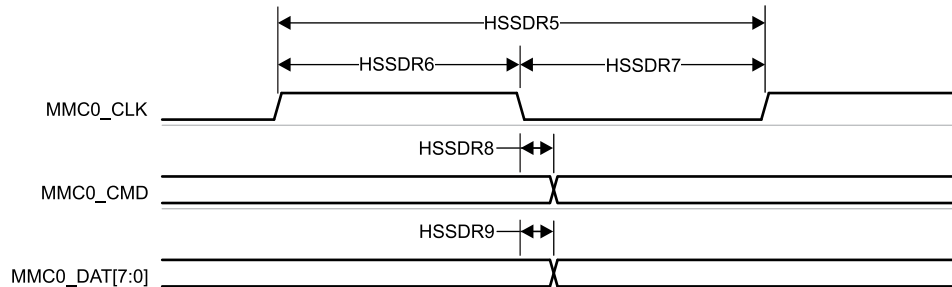 HSSDR5
HSSDR6
HSSDR7
MMC0_CLK
HSSDR8
MMC0_CMD
HSSDR9
MMC0_DAT[7:0]